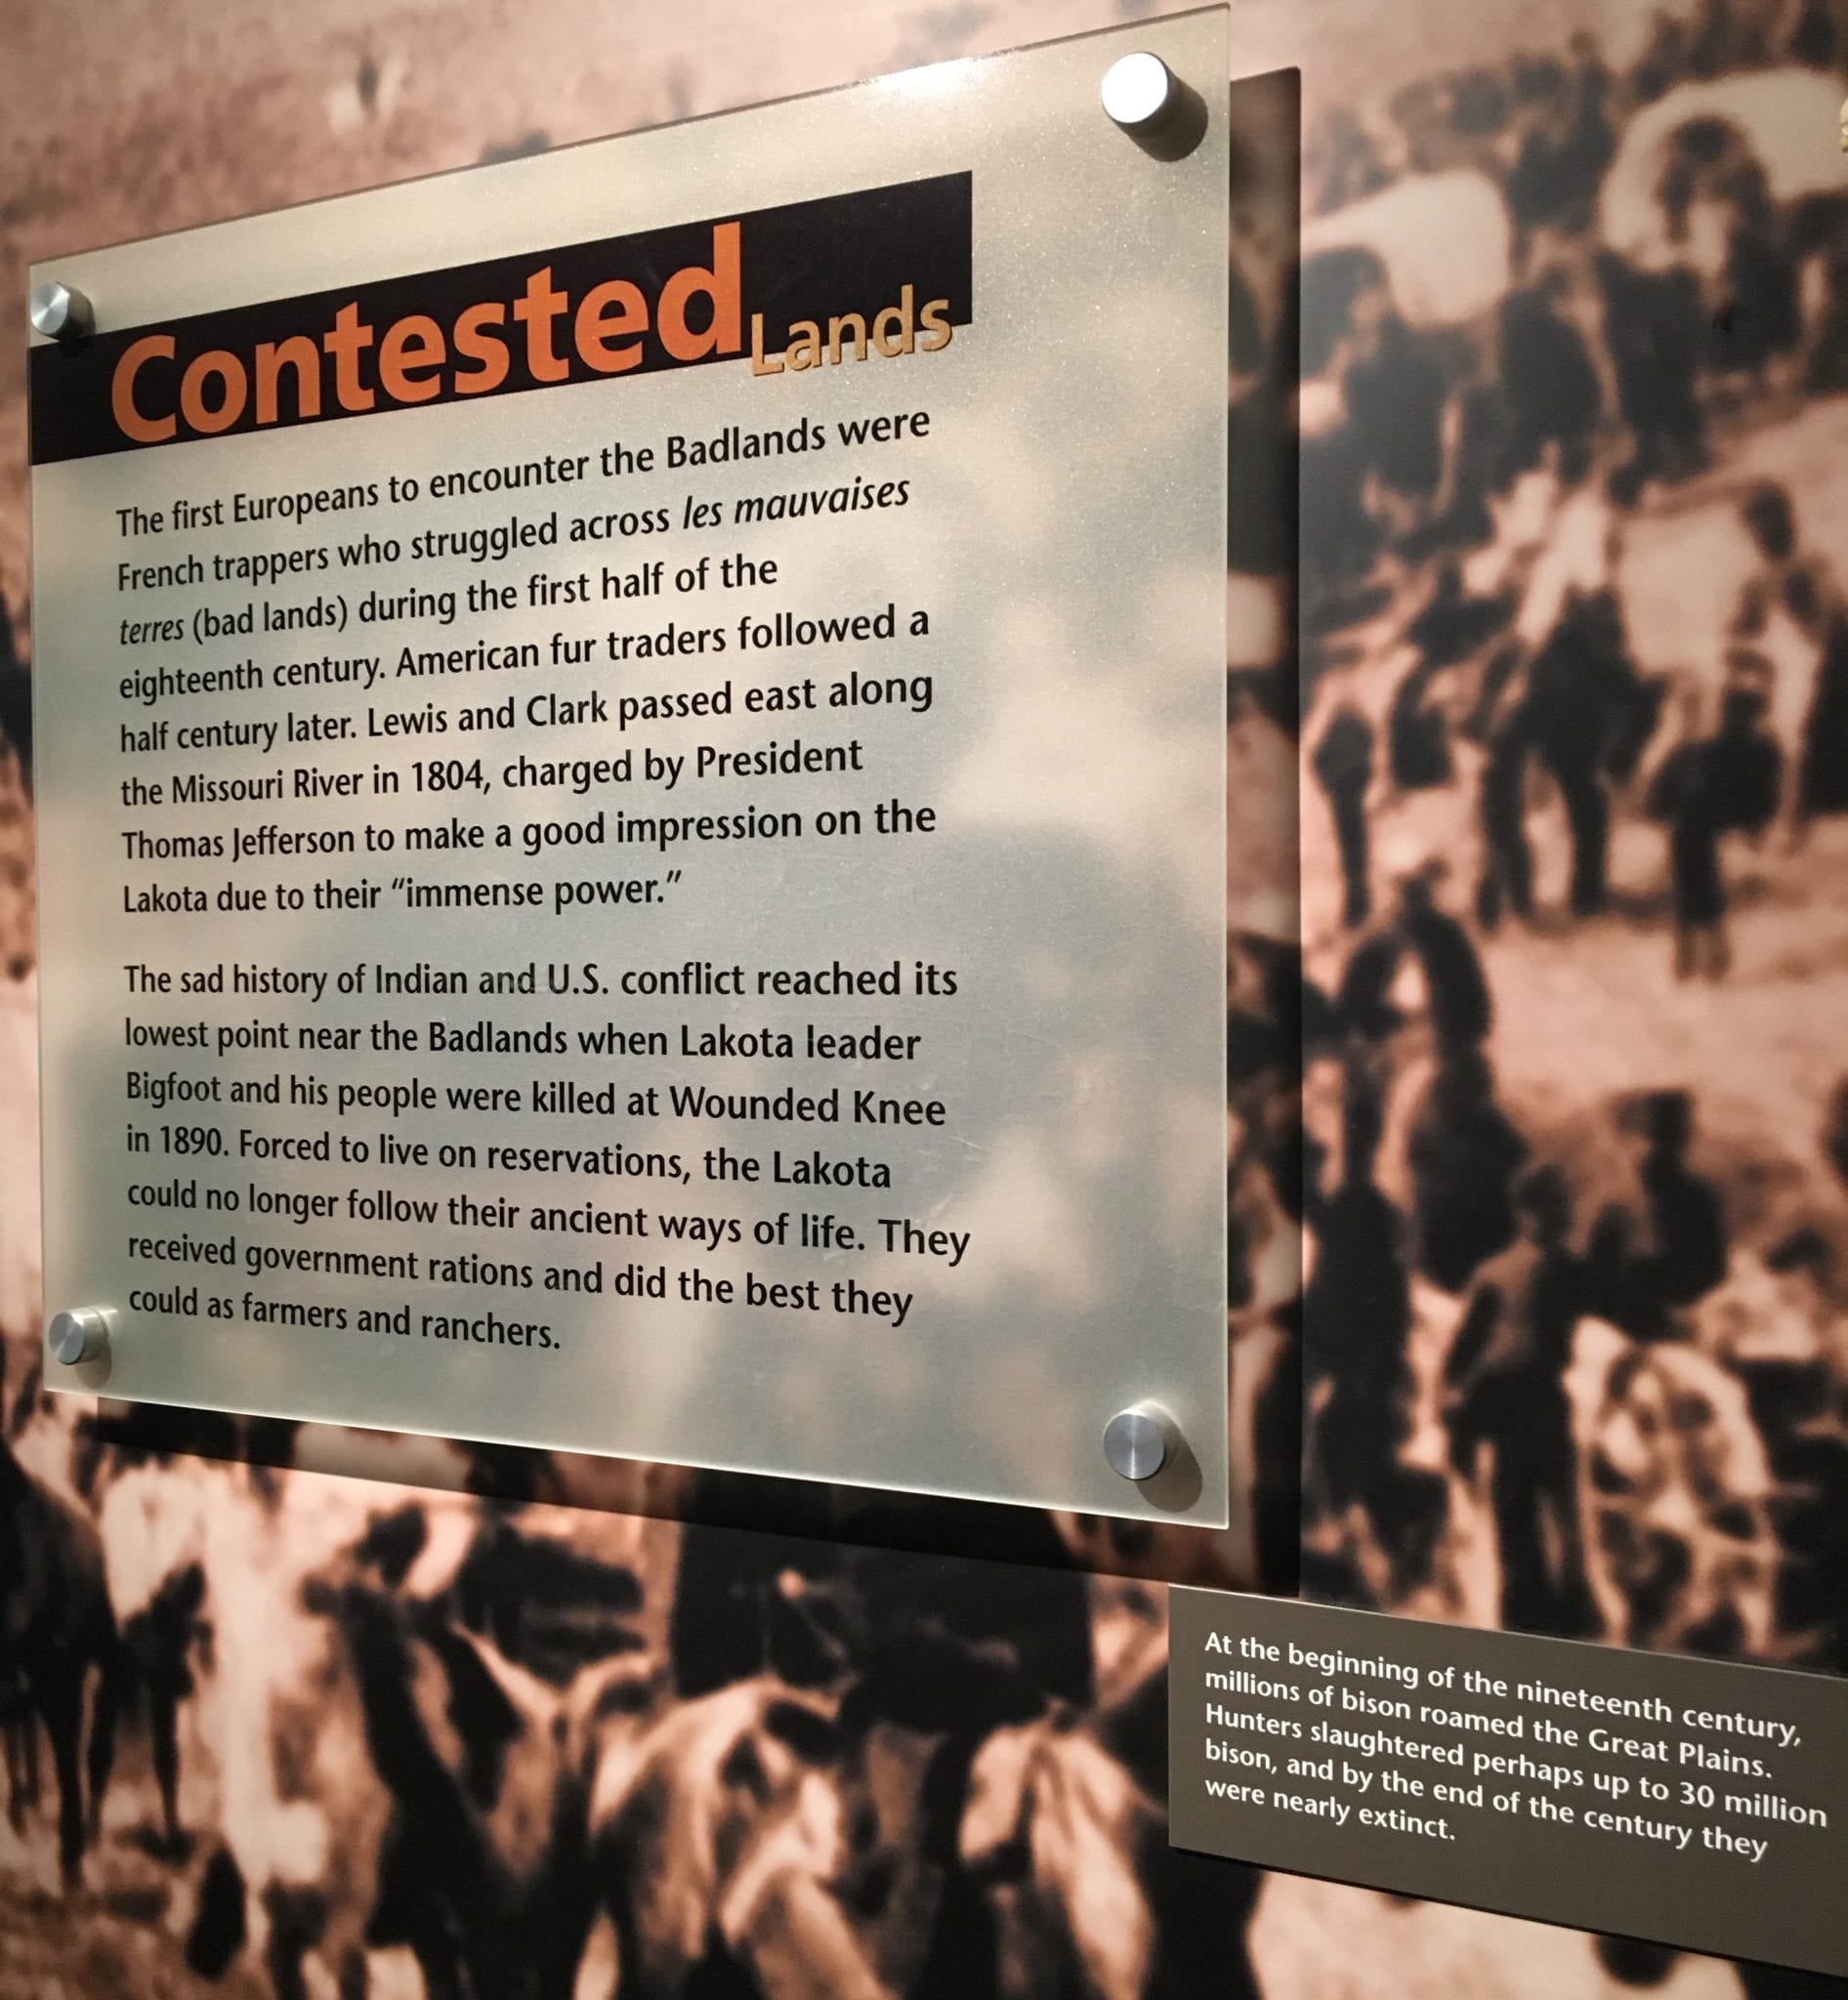 Contested Lands
The first Europeans to encounter the Badlands were
French trappers who struggled across les mauvaises
terres (bad lands) during the first half of the
eighteenth century. American fur traders followed a
half century later. Lewis and Clark passed east along
the Missouri River in 1804, charged by President
Thomas Jefferson to make a good impression on the
Lakota due to their “immense power.”
The sad history of Indian and U.S. conflict reached its
lowest point near the Badlands when Lakota leader
Bigfoot and his people were killed at Wounded Knee
in 1890. Forced to live on reservations, the Lakota
could no longer follow their ancient ways of life. They
received government rations and did the best they
could as farmers and ranchers.
At the beginning of the nineteenth century,
millions of bison roamed the Great Plains.
Hunters slaughtered perhaps up to 30 million
bison, and by the end of the century they
were nearly extinct.